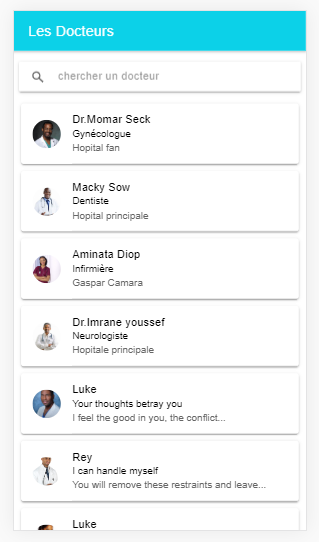 Les Docteurs
chercher un docteur
Dr.Momar Seck
Gynécologue
Hopital fan
Macky Sow
Dentiste
Hopital principale
Aminata Diop
Infirmière
Gaspar Camara
Dr.Imrane youssef
Neurologiste
Hopitale principale
Luke
Your thoughts betray you
I feel the good in you, the conflict...
Rey
I can handle myself
You will remove these restraints and leave...
Luke